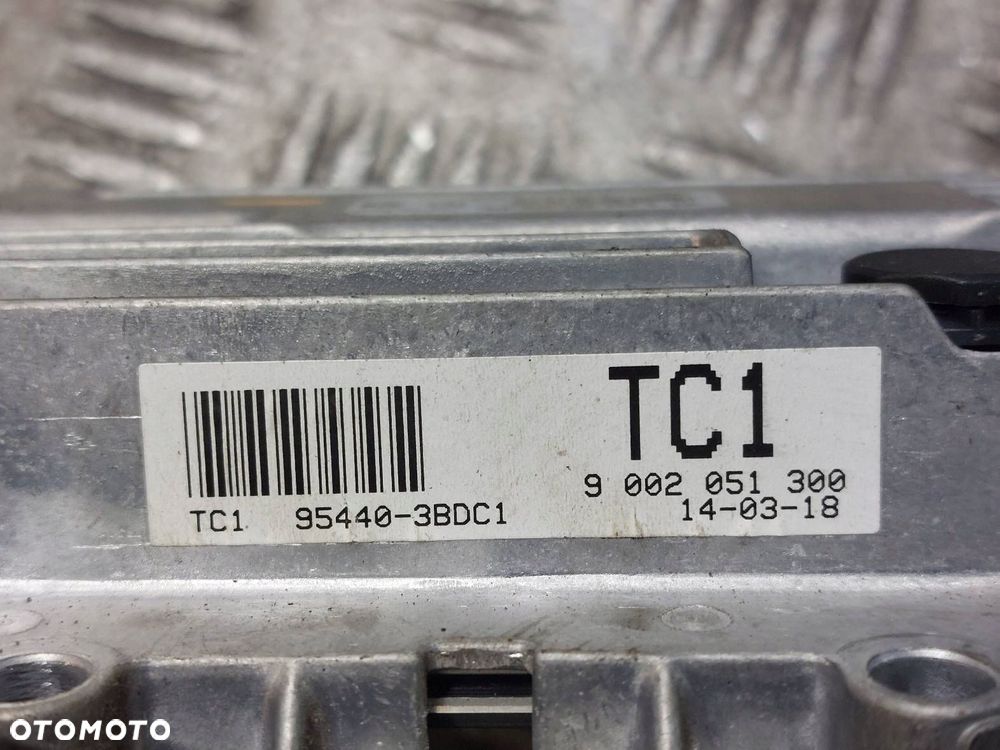 TC1
9 002 051 300
TC1 95440-3BDC1
14-03-18
OTOMOTO